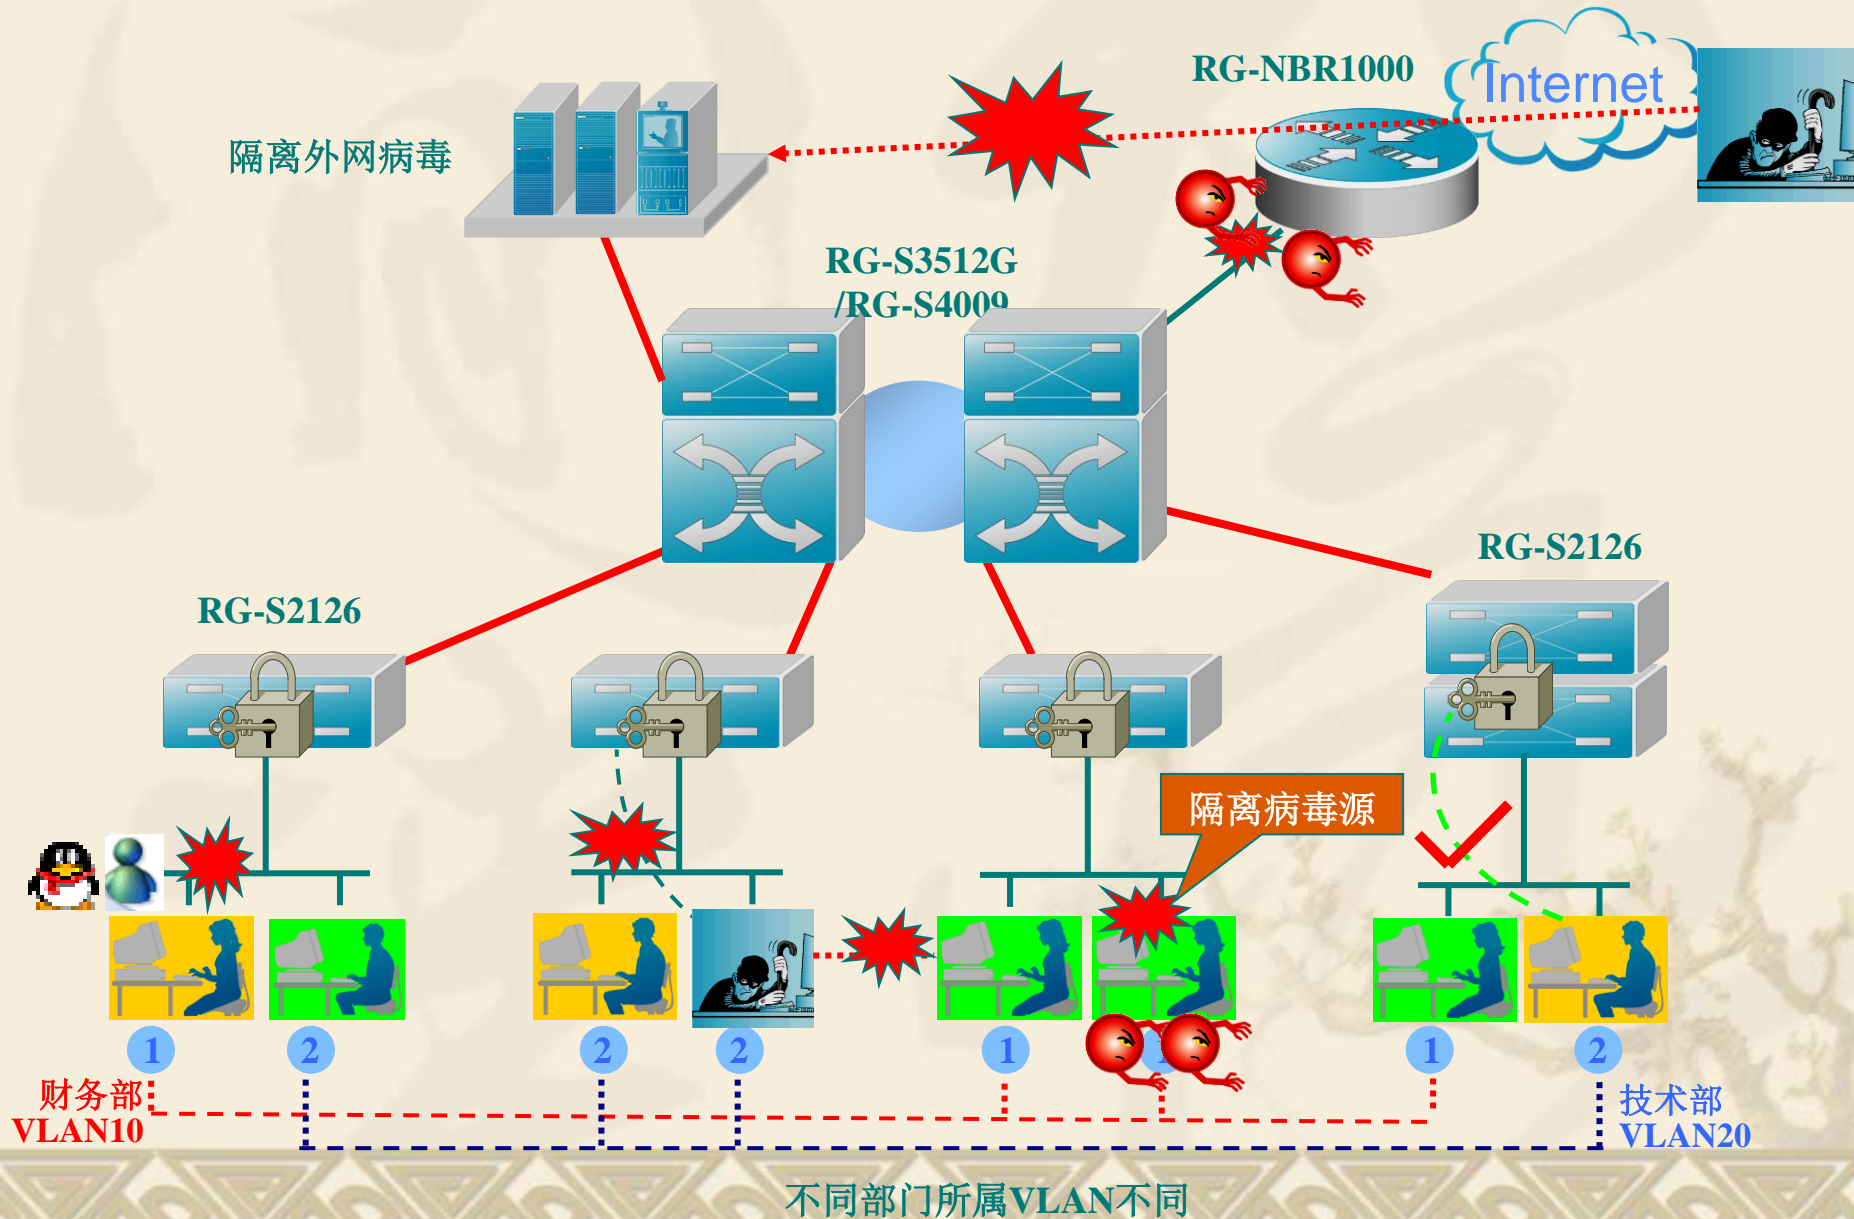 RG-NBR1000
Internet
隔离外网病毒
RG-S3512G
/RG-S4009
RG-S2126
RG-S2126
隔离病毒源
1
2
2
2
1
1
1
2
财务部
VLAN10
技术部
VLAN20
不同部门所属VLAN不同